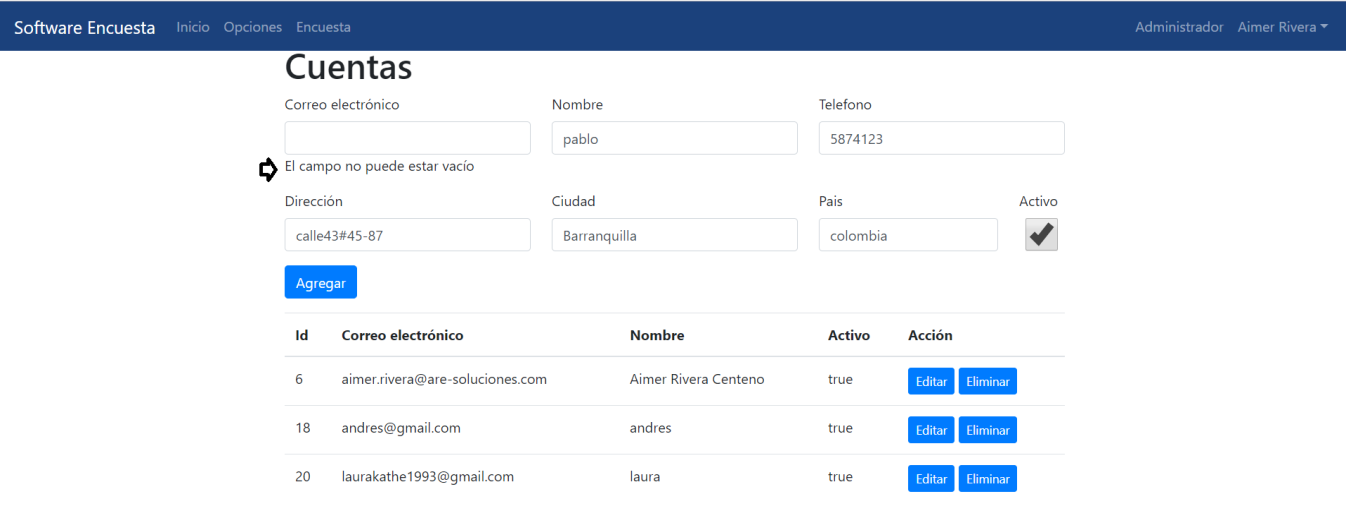 Software Encuesta Inicio Opciones Encuesta Administrador Aimer Rivera
Cuentas
Correo electrónico Nombre Telefono
pablo 5874123
El campo no puede estar vacío
Dirección Ciudad Pais Activo
calle43#45-87 Barranquilla colombia
Agregar
Id Correo electrónico Nombre Activo Acción
6 aimer.rivera@are-soluciones.com Aimer Rivera Centeno true Editar Eliminar
18 andres@gmail.com andres true Editar Eliminar
20 laurakathe1993@gmail.com laura true Editar Eliminar